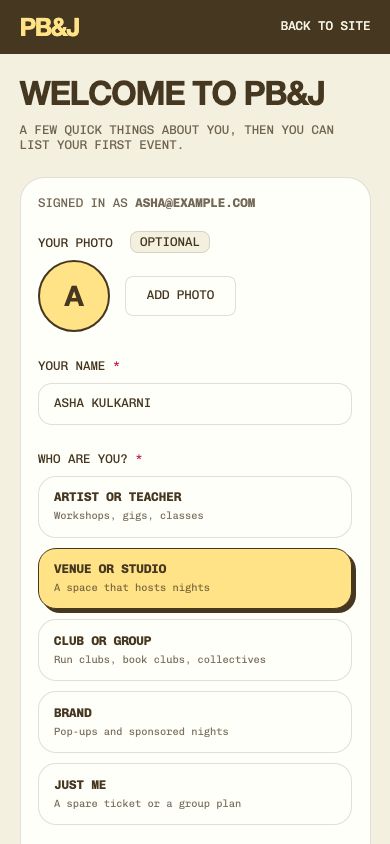 PB&J
BACK TO SITE
WELCOME TO PB&J
A FEW QUICK THINGS ABOUT YOU, THEN YOU CAN
LIST YOUR FIRST EVENT.
SIGNED IN AS ASHA@EXAMPLE.COM
YOUR PHOTO OPTIONAL
A
ADD PHOTO
YOUR NAME *
ASHA KULKARNI
WHO ARE YOU? *
ARTIST OR TEACHER
Workshops, gigs, classes
VENUE OR STUDIO
A space that hosts nights
CLUB OR GROUP
Run clubs, book clubs, collectives
BRAND
Pop-ups and sponsored nights
JUST ME
A spare ticket or a group plan